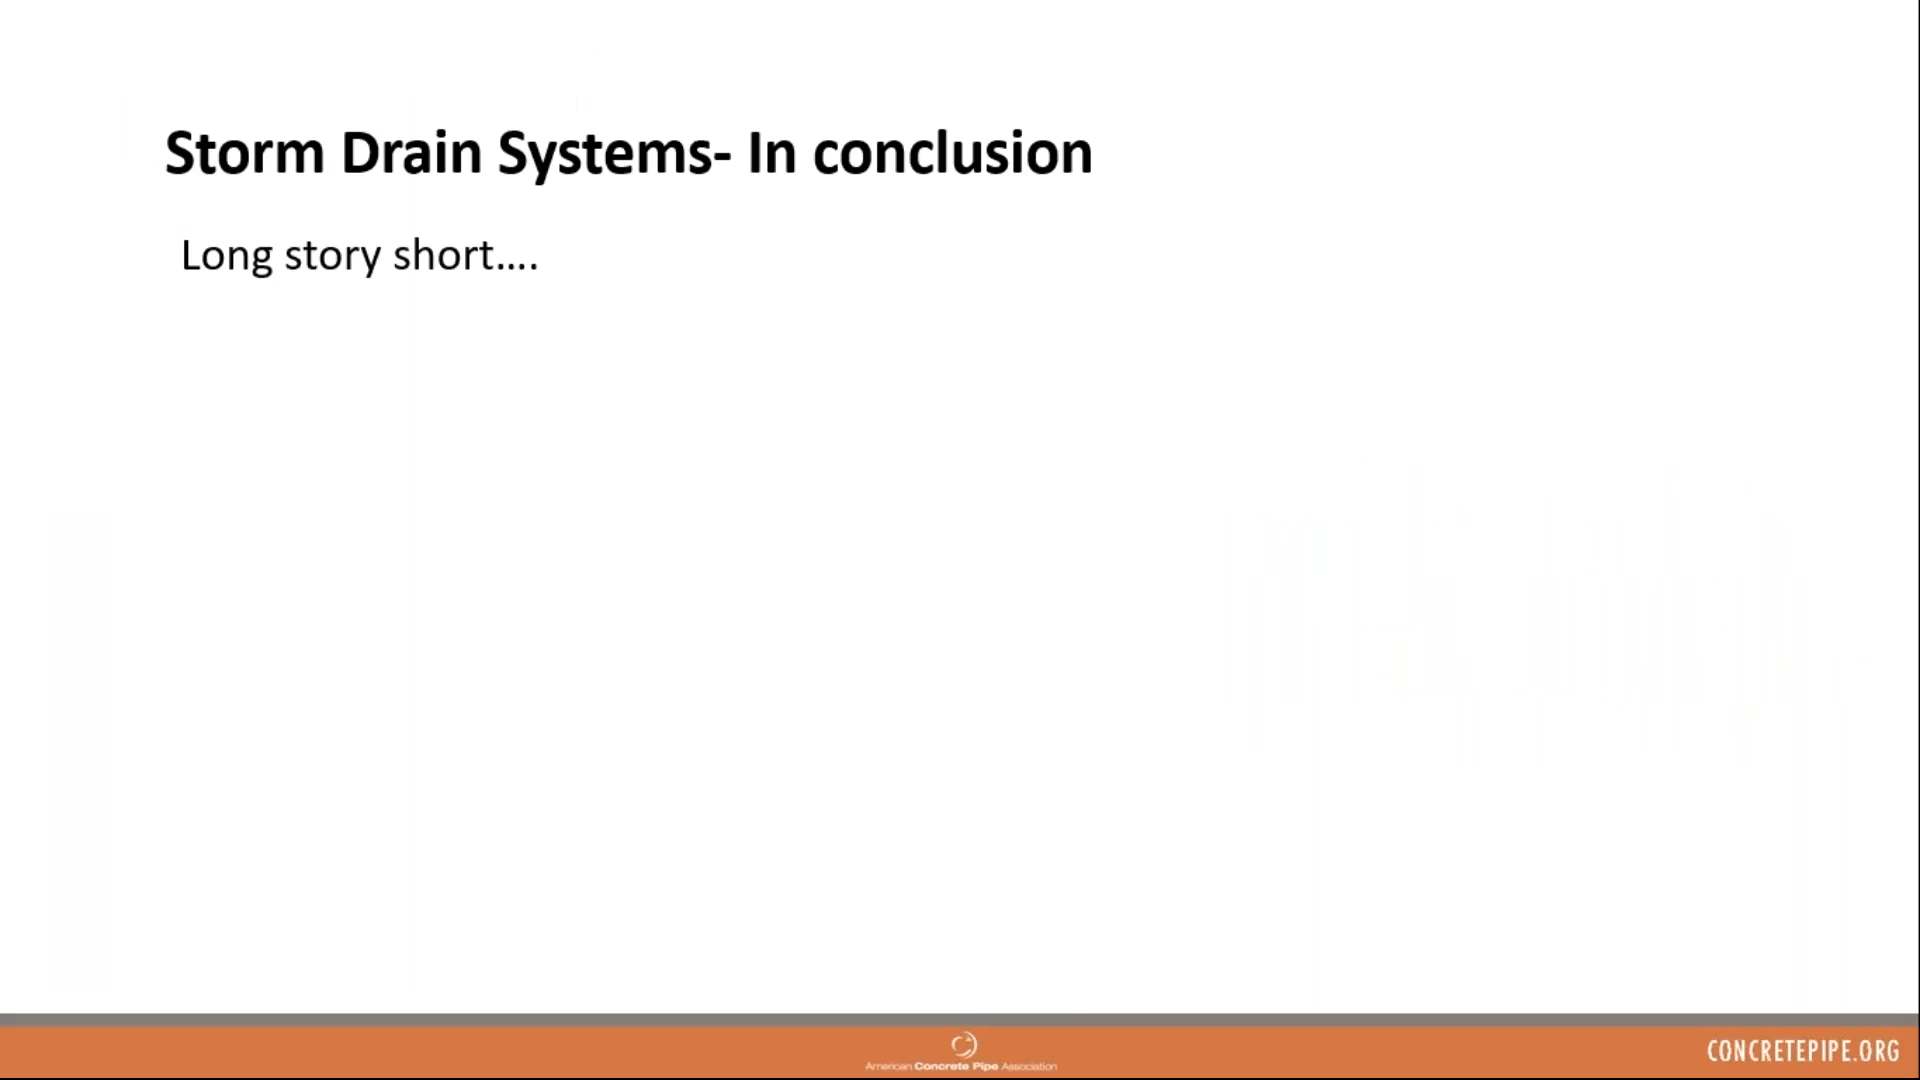 Storm Drain Systems- In conclusion
Long story short....
American Concrete Pipe Association
CONCRETEPIPE.ORG